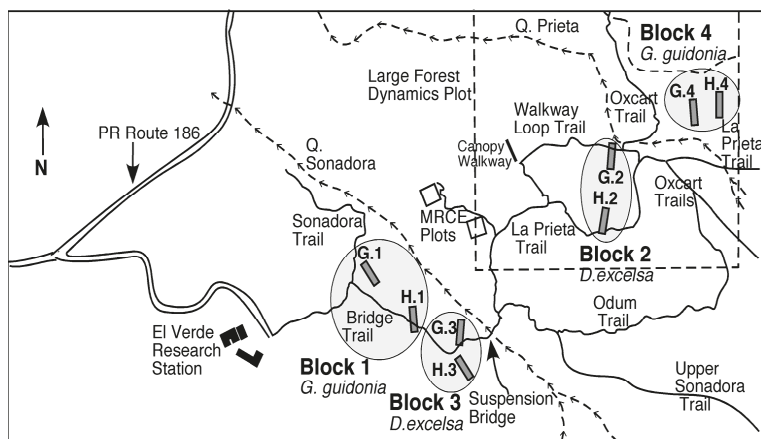 Q. Prieta
Block 4
G. guidonia
Large Forest
Dynamics Plot
G.4
H.4
Oxcart
Trail
Walkway
Loop Trail
La
Prieta
Trail
PR Route 186
N
Q.
Sonadora
Canopy
Walkway
G.2
H.2
Oxcart
Trails
MRCE
Plots
Sonadora
Trail
La Prieta
Trail
Block 2
D.excelsa
G.1
H.1
Bridge
Trail
G.3
H.3
Odum
Trail
El Verde
Research
Station
Block 1
G. guidonia
Block 3
D.excelsa
Suspension
Bridge
Upper
Sonadora
Trail